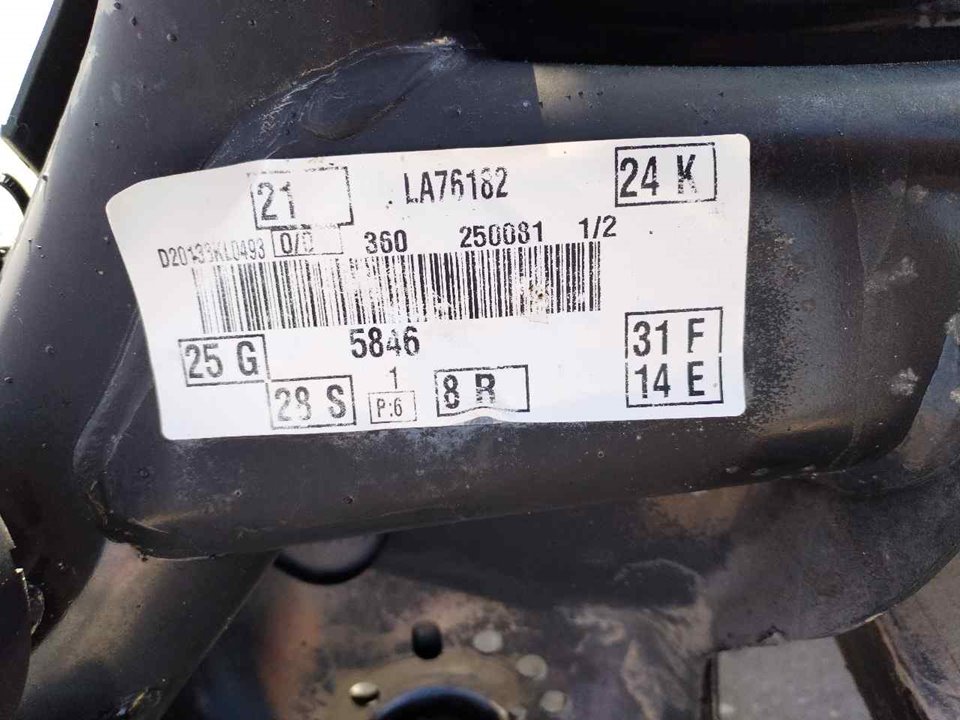 21 LA76182 24 K
D20133KL0493 0/0 360 250081 1/2
25 G 5846 31 F
28 S 1 8 R 14 E
P:6